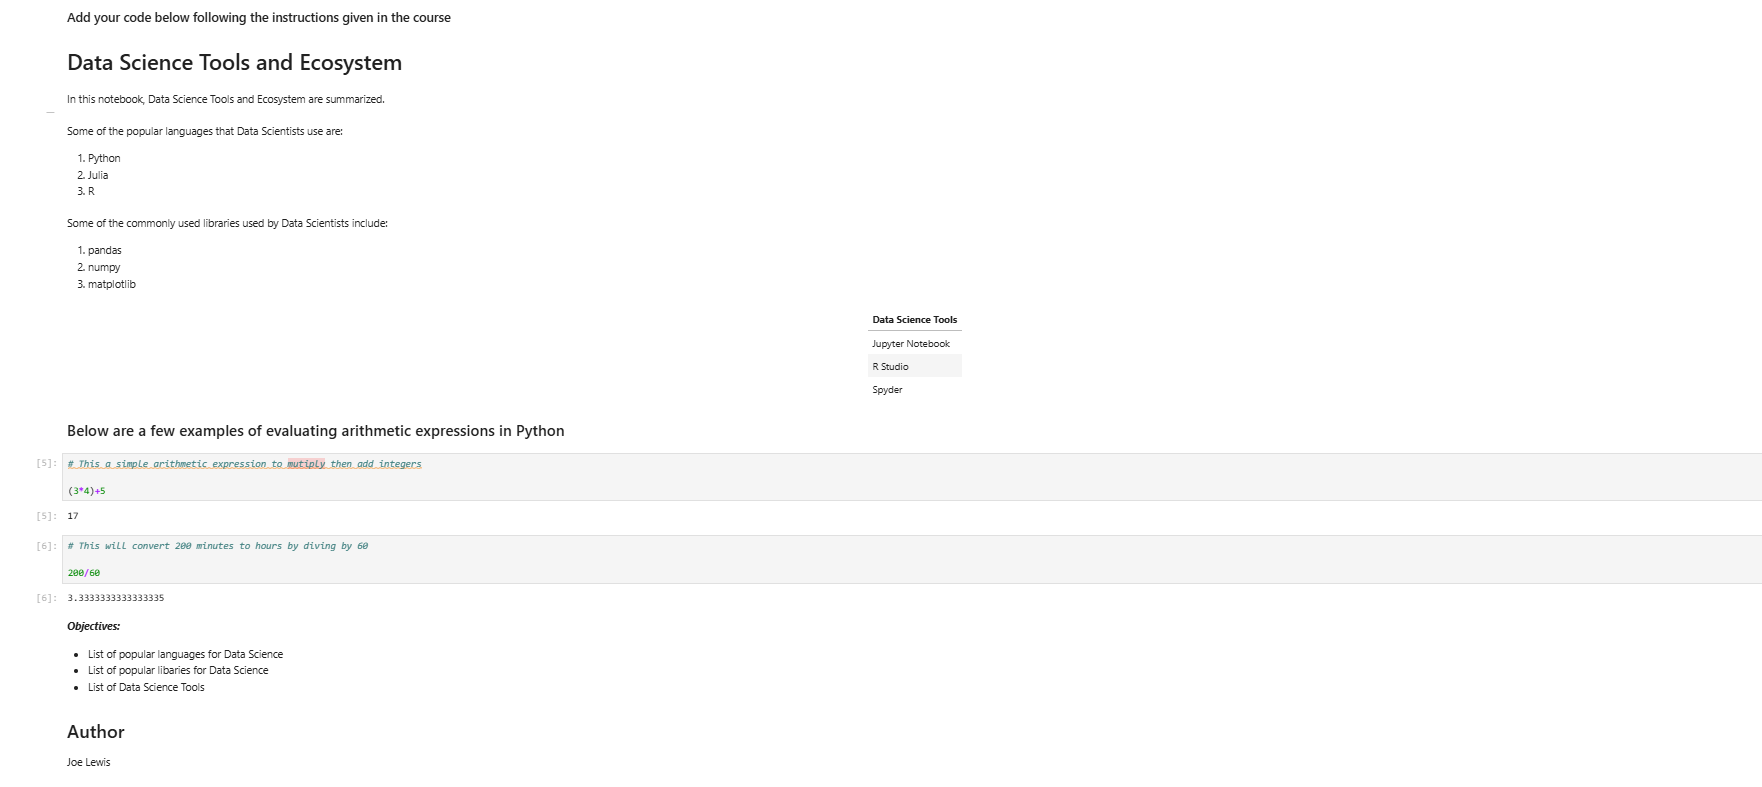 Add your code below following the instructions given in the course
Data Science Tools and Ecosystem
In this notebook, Data Science Tools and Ecosystem are summarized.
Some of the popular languages that Data Scientists use are:
1. Python
2. Julia
3. R
Some of the commonly used libraries used by Data Scientists include:
1. pandas
2. numpy
3. matplotlib
Data Science Tools
Jupyter Notebook
R Studio
Spyder
Below are a few examples of evaluating arithmetic expressions in Python
[5]: # This a simple arithmetic expression to mutiply then add integers
(3*4)+5
[5]: 17
[6]: # This will convert 200 minutes to hours by diving by 60
200/60
[6]: 3.3333333333333335
Objectives:
• List of popular languages for Data Science
• List of popular libaries for Data Science
• List of Data Science Tools
Author
Joe Lewis